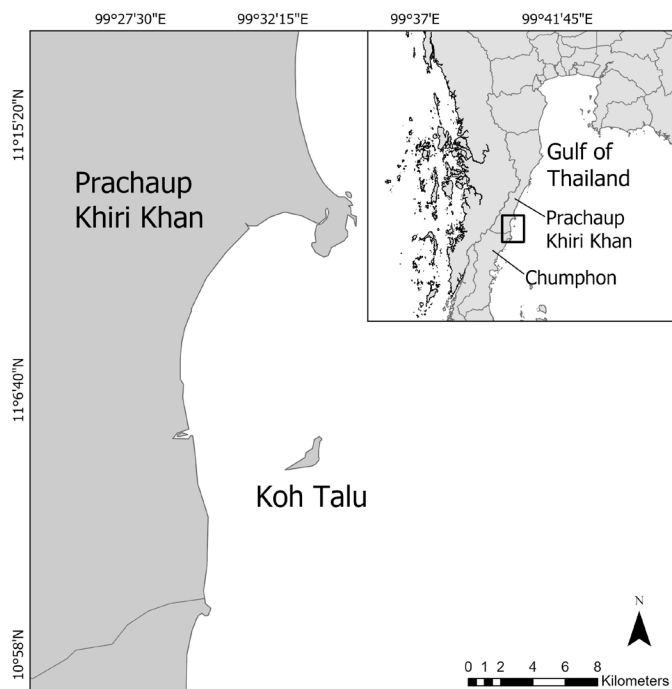 99°27'30"E
99°32'15"E
99°37'E
99°41'45"E
11°15'20"N
11°6'40"N
10°58'N
Prachaup
Khiri Khan
Gulf of
Thailand
Prachaup
Khiri Khan
Chumphon
Koh Talu
N
0 1 2 4 6 8
Kilometers